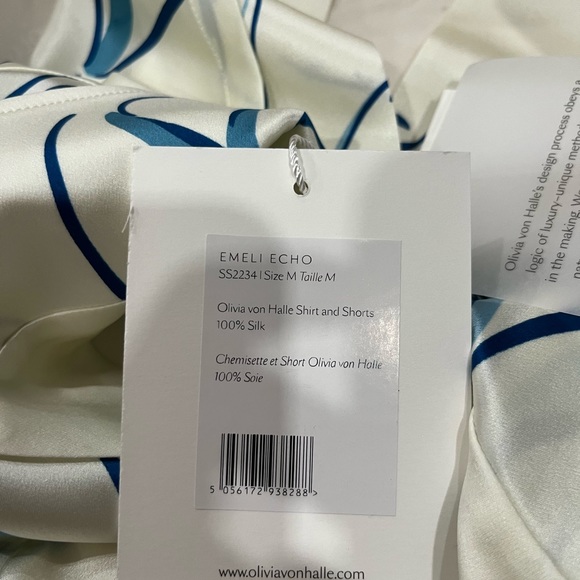 EMELI ECHO
SS2234 | Size M Taille M
Olivia von Halle Shirt and Shorts
100% Silk
Chemisette et Short Olivia von Halle
100% Soie
5 056172 938288 >
www.oliviavonhalle.com
Olivia von Halle's design process obeys a
logic of luxury–unique method
in the making. We